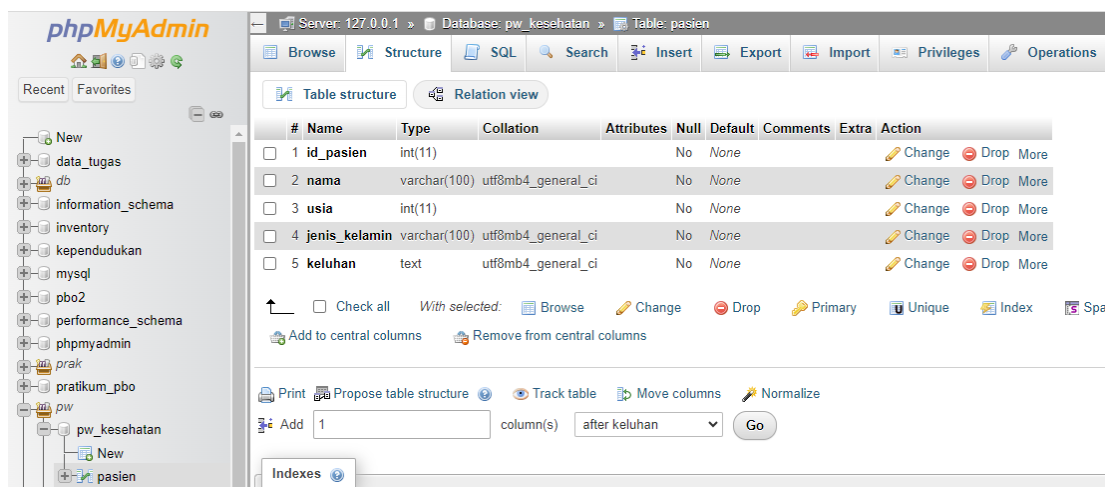 phpMyAdmin
Recent Favorites
New
data_tugas
db
information_schema
inventory
kependudukan
mysql
pbo2
performance_schema
phpmyadmin
prak
pratikum_pbo
pw
pw_kesehatan
New
pasien
Server: 127.0.0.1 » Database: pw_kesehatan » Table: pasien
Browse Structure SQL Search Insert Export Import Privileges Operations
Table structure Relation view
# Name Type Collation Attributes Null Default Comments Extra Action
1 id_pasien int(11) No None Change Drop More
2 nama varchar(100) utf8mb4_general_ci No None Change Drop More
3 usia int(11) No None Change Drop More
4 jenis_kelamin varchar(100) utf8mb4_general_ci No None Change Drop More
5 keluhan text utf8mb4_general_ci No None Change Drop More
Check all With selected: Browse Change Drop Primary Unique Index Spa
Add to central columns Remove from central columns
Print Propose table structure Track table Move columns Normalize
Add 1 column(s) after keluhan Go
Indexes